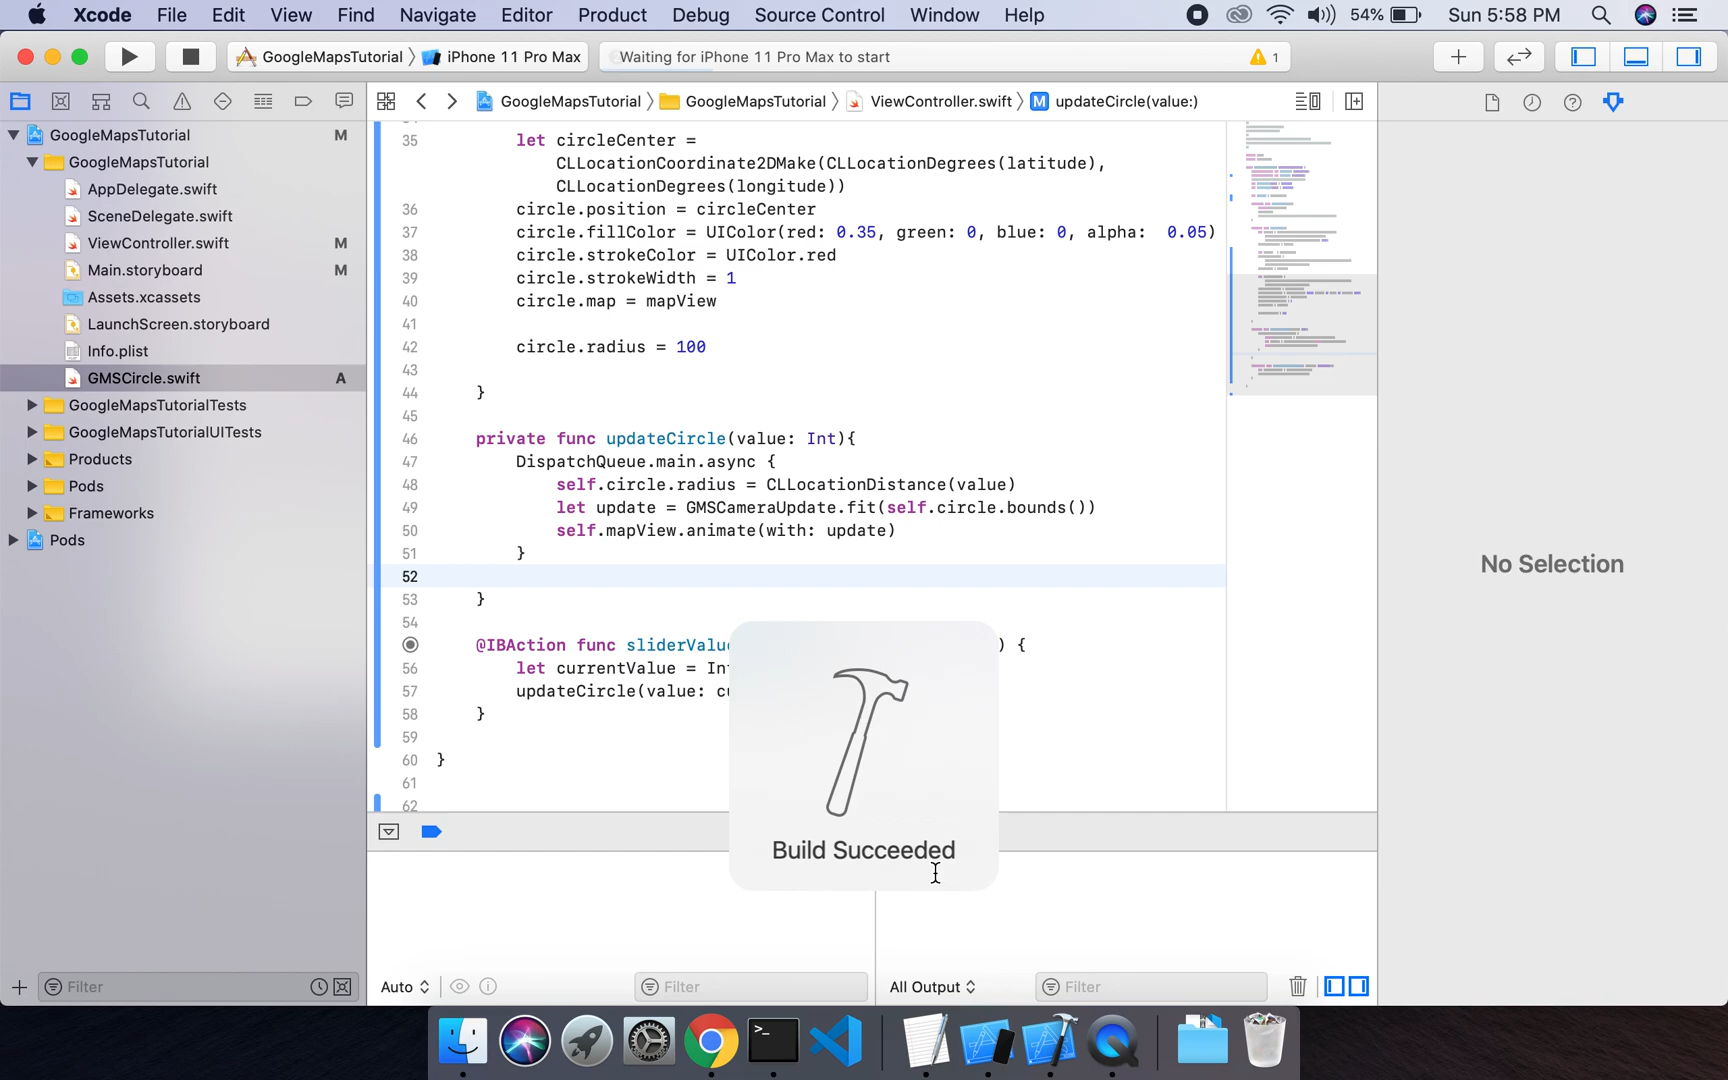 Xcode File Edit View Find Navigate Editor Product Debug Source Control Window Help 54% Sun 5:58 PM
GoogleMapsTutorial iPhone 11 Pro Max Waiting for iPhone 11 Pro Max to start 1
GoogleMapsTutorial GoogleMapsTutorial ViewController.swift M updateCircle(value:)
GoogleMapsTutorial M
GoogleMapsTutorial
AppDelegate.swift
SceneDelegate.swift
ViewController.swift M
Main.storyboard M
Assets.xcassets
LaunchScreen.storyboard
Info.plist
GMSCircle.swift A
GoogleMapsTutorialTests
GoogleMapsTutorialUITests
Products
Pods
Frameworks
Pods
35 let circleCenter =
CLLocationCoordinate2DMake(CLLocationDegrees(latitude),
CLLocationDegrees(longitude))
36 circle.position = circleCenter
37 circle.fillColor = UIColor(red: 0.35, green: 0, blue: 0, alpha: 0.05)
38 circle.strokeColor = UIColor.red
39 circle.strokeWidth = 1
40 circle.map = mapView
41
42 circle.radius = 100
43
44 }
45
46 private func updateCircle(value: Int){
47 DispatchQueue.main.async {
48 self.circle.radius = CLLocationDistance(value)
49 let update = GMSCameraUpdate.fit(self.circle.bounds())
50 self.mapView.animate(with: update)
51 }
52
53 }
54
@IBAction func sliderValu ) {
56 let currentValue = In
57 updateCircle(value: c
58 }
59
60 }
61
62
Build Succeeded
No Selection
Filter
Auto Filter
All Output Filter